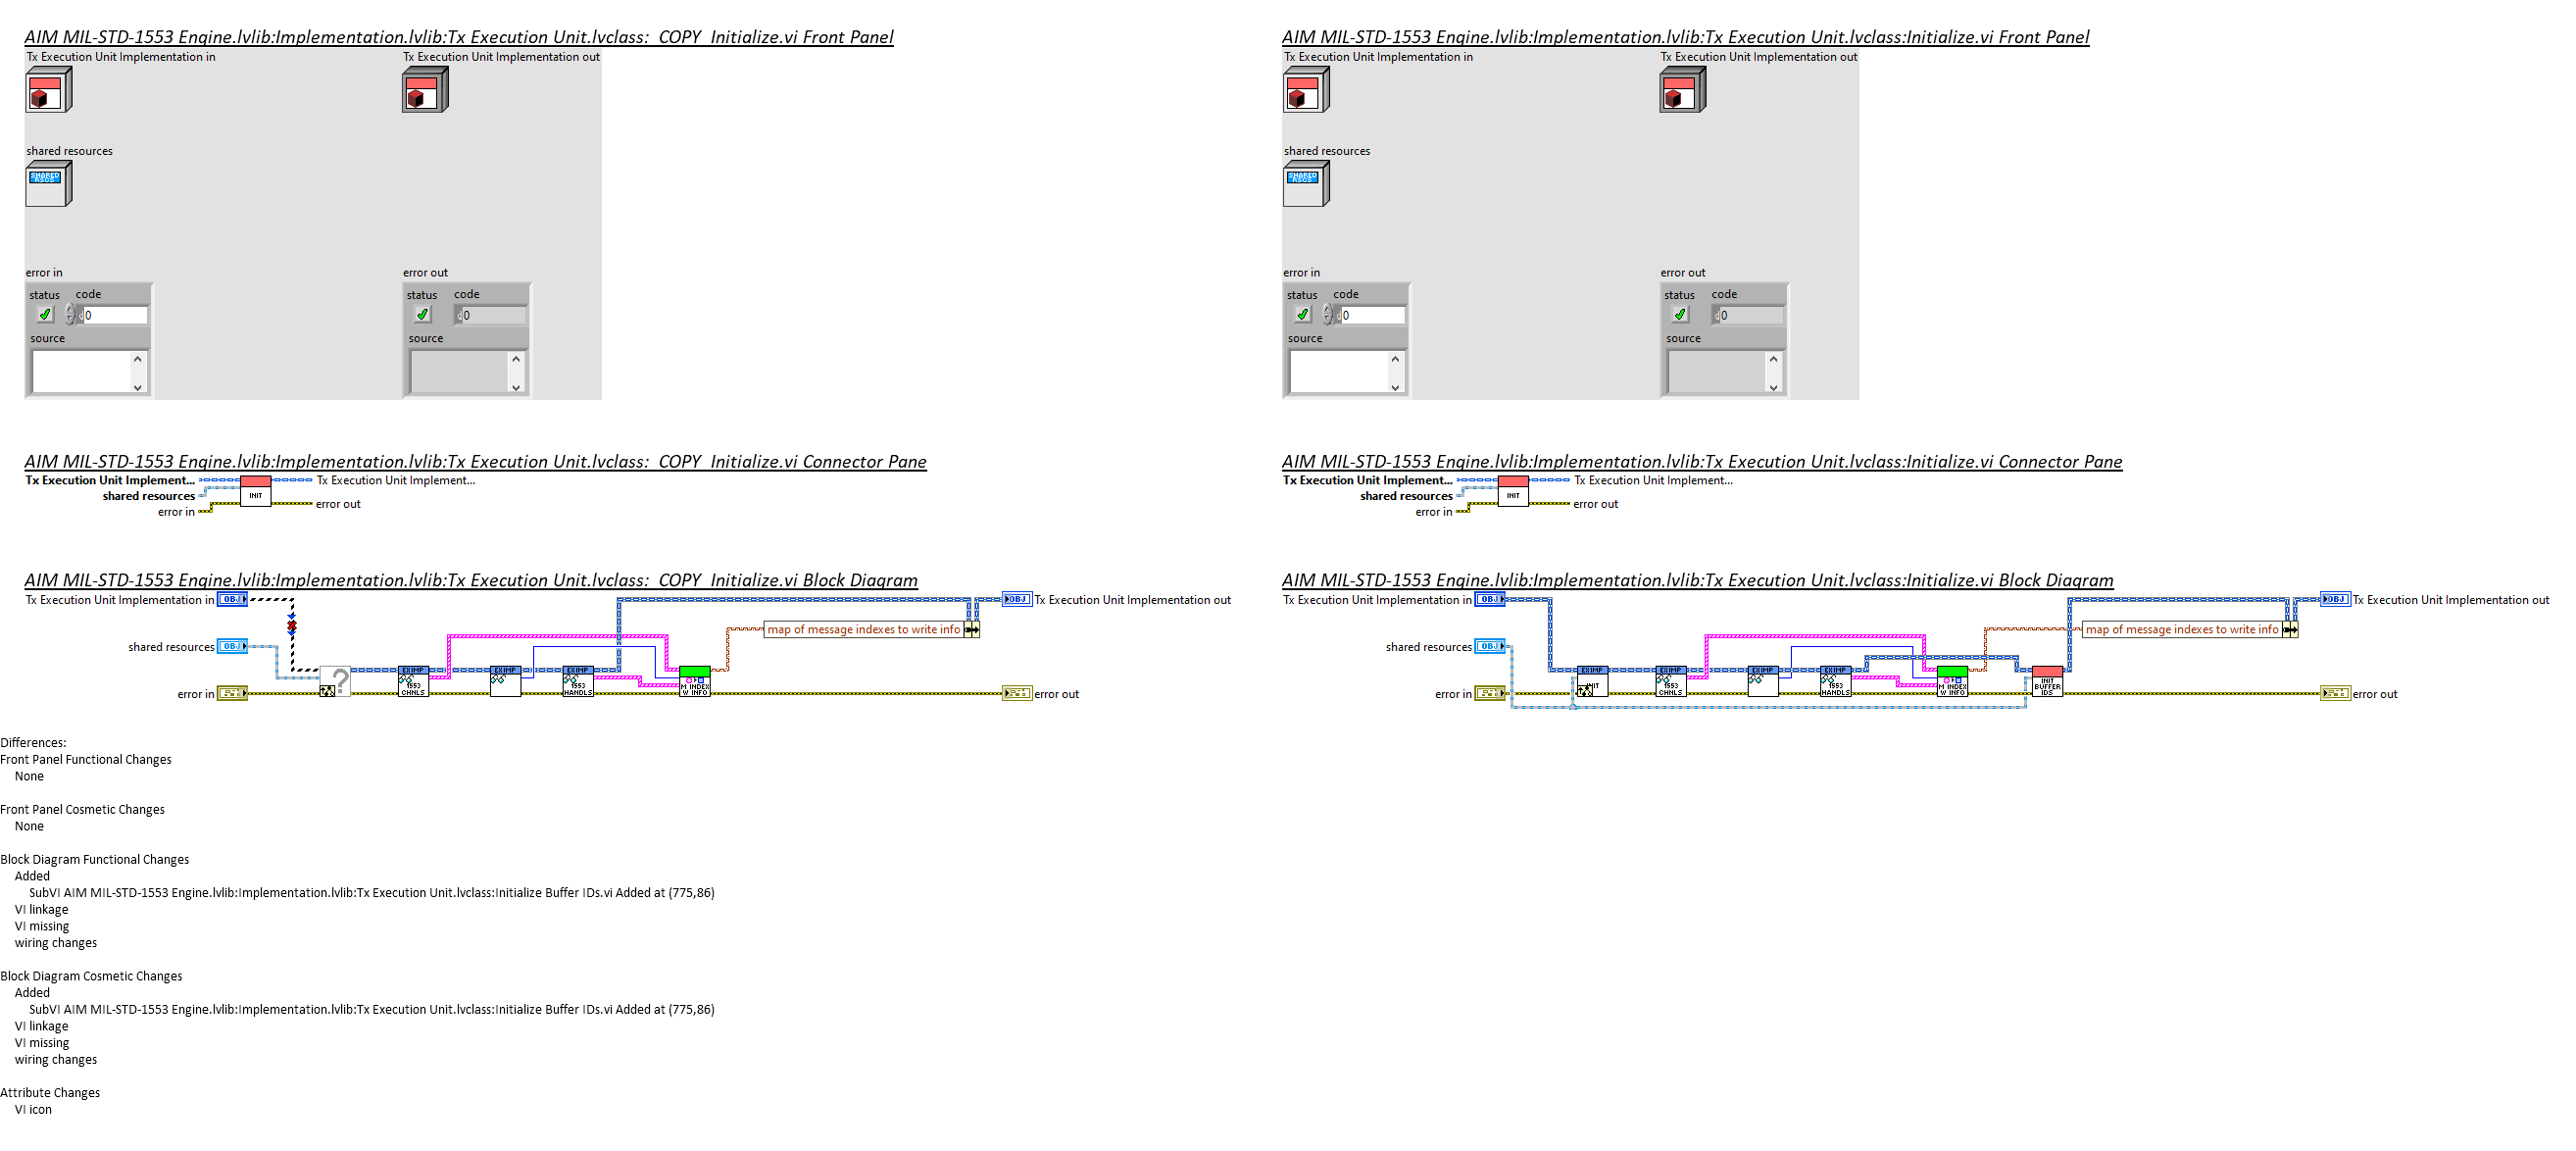 AIM MIL-STD-1553 Engine.lvlib:Implementation.lvlib:Tx Execution Unit.lvclass:_COPY_Initialize.vi Front Panel
Tx Execution Unit Implementation in
Tx Execution Unit Implementation out
shared resources
SHARED
RSCS
error in
error out
status code
status code
0
0
source
source
AIM MIL-STD-1553 Engine.lvlib:Implementation.lvlib:Tx Execution Unit.lvclass:_COPY_Initialize.vi Connector Pane
Tx Execution Unit Implement...
Tx Execution Unit Implement...
shared resources
INIT
error in
error out
AIM MIL-STD-1553 Engine.lvlib:Implementation.lvlib:Tx Execution Unit.lvclass:_COPY_Initialize.vi Block Diagram
Tx Execution Unit Implementation in
OBJ
OBJ
Tx Execution Unit Implementation out
map of message indexes to write info
shared resources
OBJ
?
EXIMP
1553
CHNLS
EXIMP
EXIMP
1553
HANDLS
M INDEX
W INFO
error in
error out
AIM MIL-STD-1553 Engine.lvlib:Implementation.lvlib:Tx Execution Unit.lvclass:Initialize.vi Front Panel
Tx Execution Unit Implementation in
Tx Execution Unit Implementation out
shared resources
SHARED
RSCS
error in
error out
status code
status code
0
0
source
source
AIM MIL-STD-1553 Engine.lvlib:Implementation.lvlib:Tx Execution Unit.lvclass:Initialize.vi Connector Pane
Tx Execution Unit Implement...
Tx Execution Unit Implement...
shared resources
INIT
error in
error out
AIM MIL-STD-1553 Engine.lvlib:Implementation.lvlib:Tx Execution Unit.lvclass:Initialize.vi Block Diagram
Tx Execution Unit Implementation in
OBJ
OBJ
Tx Execution Unit Implementation out
map of message indexes to write info
shared resources
OBJ
EXIMP
EXIMP
1553
CHNLS
EXIMP
EXIMP
1553
HANDLS
M INDEX
W INFO
INIT
BUFFER
IDS
error in
error out
Differences:
Front Panel Functional Changes
None
Front Panel Cosmetic Changes
None
Block Diagram Functional Changes
Added
SubVI AIM MIL-STD-1553 Engine.lvlib:Implementation.lvlib:Tx Execution Unit.lvclass:Initialize Buffer IDs.vi Added at (775,86)
VI linkage
VI missing
wiring changes
Block Diagram Cosmetic Changes
Added
SubVI AIM MIL-STD-1553 Engine.lvlib:Implementation.lvlib:Tx Execution Unit.lvclass:Initialize Buffer IDs.vi Added at (775,86)
VI linkage
VI missing
wiring changes
Attribute Changes
VI icon